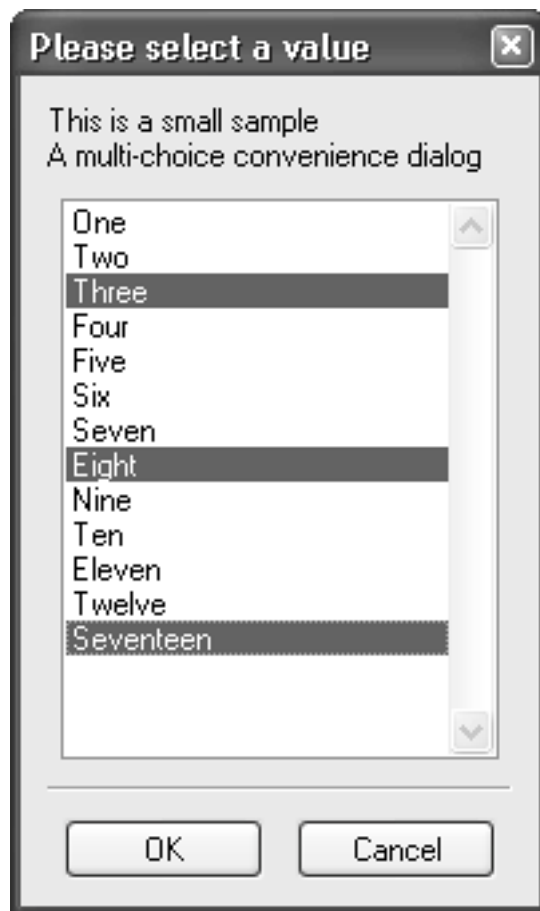 Please select a value
This is a small sample
A multi-choice convenience dialog
One
Two
Three
Four
Five
Six
Seven
Eight
Nine
Ten
Eleven
Twelve
Seventeen
OK
Cancel